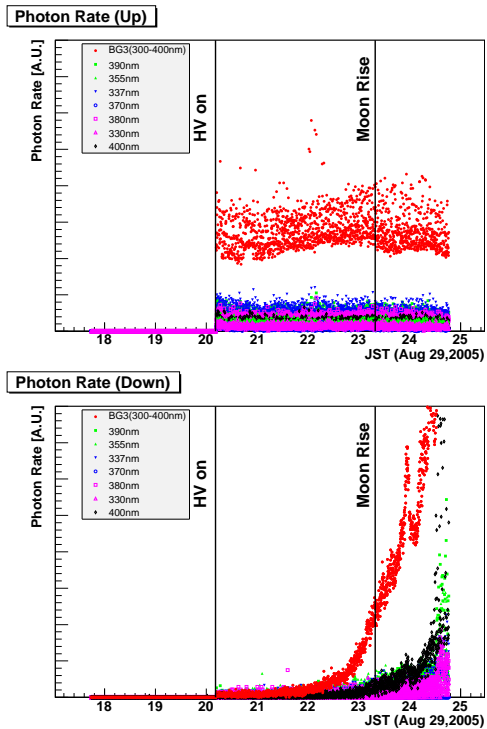 Photon Rate (Up)
Photon Rate [A.U.]
BG3(300-400nm)
390nm
355nm
337nm
370nm
380nm
330nm
400nm
HV on
Moon Rise
18 19 20 21 22 23 24 25
JST (Aug 29,2005)
Photon Rate (Down)
Photon Rate [A.U.]
BG3(300-400nm)
390nm
355nm
337nm
370nm
380nm
330nm
400nm
HV on
Moon Rise
18 19 20 21 22 23 24 25
JST (Aug 29,2005)